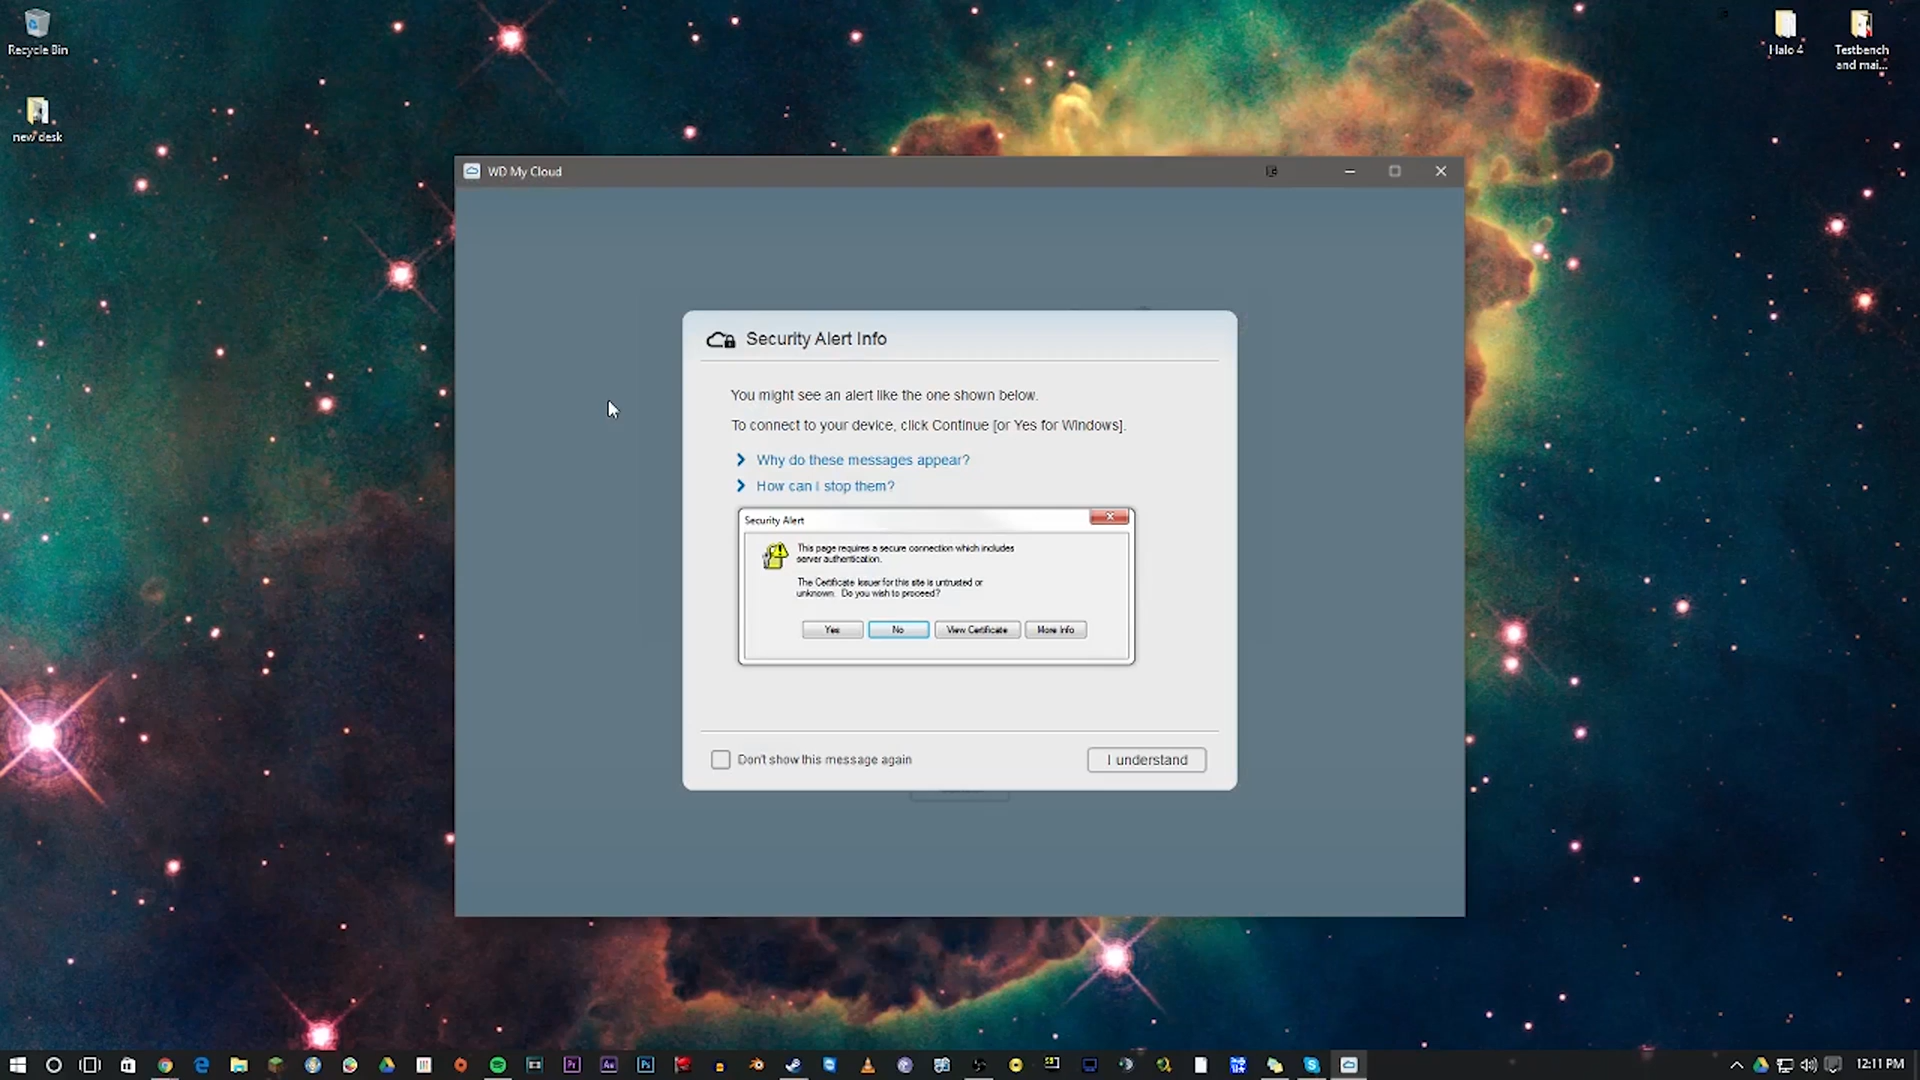 Recycle Bin
new desk
Halo 4
Testbench
and mai...
WD My Cloud
Security Alert Info
You might see an alert like the one shown below.
To connect to your device, click Continue [or Yes for Windows].
Why do these messages appear?
How can I stop them?
Security Alert
This page requires a secure connection which includes
server authentication.
The Certificate Issuer for this site is untrusted or
unknown. Do you wish to proceed?
Yes
No
View Certificate
More Info
Don't show this message again
I understand
Pr
Ae
Ps
12:11 PM